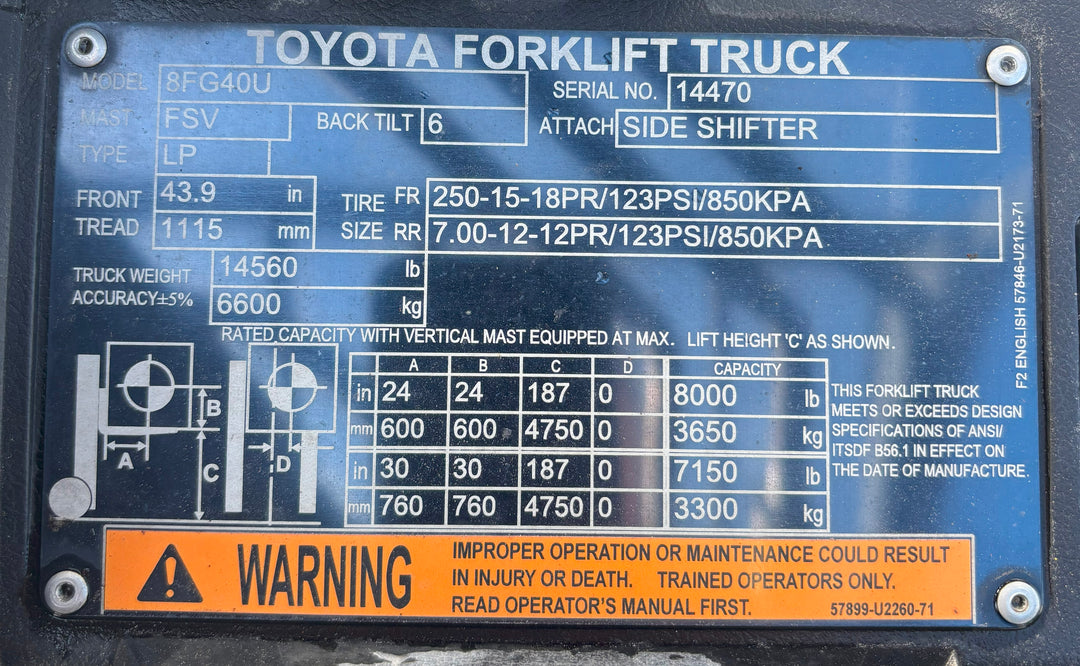 TOYOTA FORKLIFT TRUCK
MODEL 8FG40U SERIAL NO. 14470
MAST FSV BACK TILT 6 ATTACH SIDE SHIFTER
TYPE LP
FRONT TREAD 43.9 in
1115 mm
TIRE SIZE FR 250-15-18PR/123PSI/850KPA
RR 7.00-12-12PR/123PSI/850KPA
TRUCK WEIGHT 14560 lb
ACCURACY±5% 6600 kg
RATED CAPACITY WITH VERTICAL MAST EQUIPPED AT MAX. LIFT HEIGHT 'C' AS SHOWN.
A B C D CAPACITY
in 24 24 187 0 8000 lb
mm 600 600 4750 0 3650 kg
in 30 30 187 0 7150 lb
mm 760 760 4750 0 3300 kg
A
B
C
D
THIS FORKLIFT TRUCK
MEETS OR EXCEEDS DESIGN
SPECIFICATIONS OF ANSI/
ITSDF B56.1 IN EFFECT ON
THE DATE OF MANUFACTURE.
F2 ENGLISH 57846-U2173-71
WARNING
IMPROPER OPERATION OR MAINTENANCE COULD RESULT
IN INJURY OR DEATH. TRAINED OPERATORS ONLY.
READ OPERATOR'S MANUAL FIRST. 57899-U2260-71